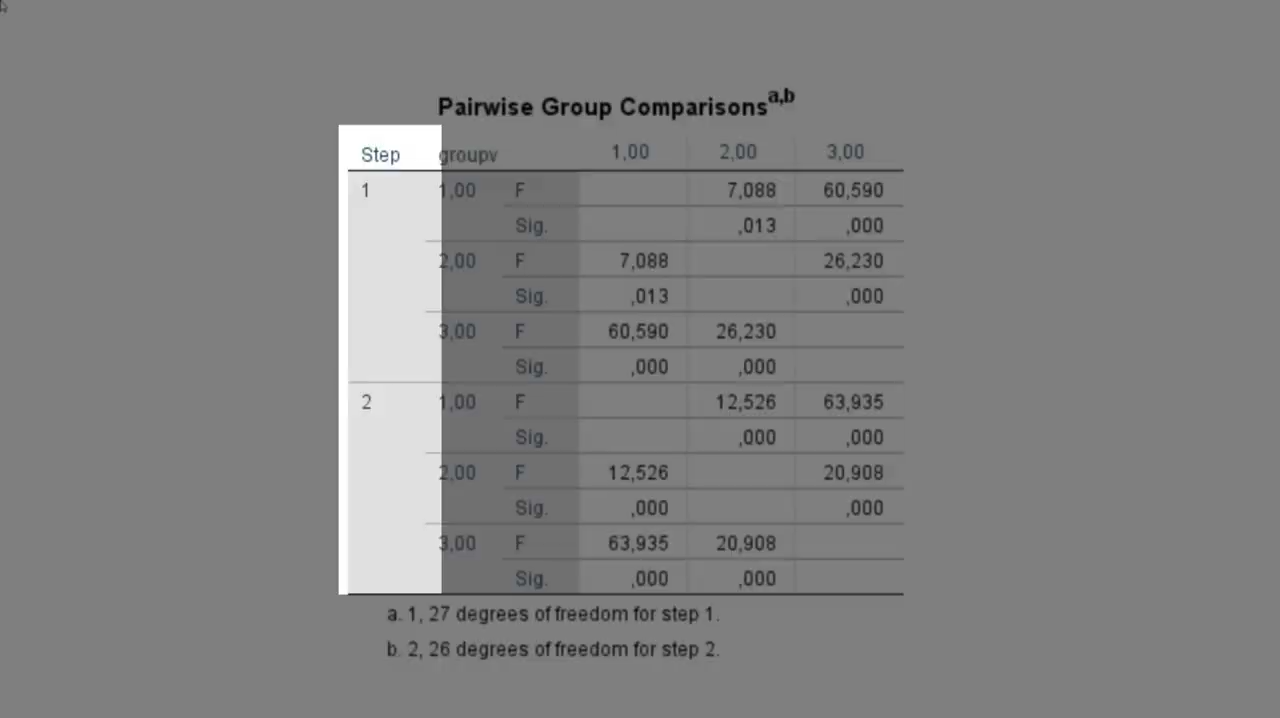 Pairwise Group Comparisonsa,b
Step groupv 1,00 2,00 3,00
1 1,00 F 7,088 60,590
Sig. ,013 ,000
2,00 F 7,088 26,230
Sig. ,013 ,000
3,00 F 60,590 26,230
Sig. ,000 ,000
2 1,00 F 12,526 63,935
Sig. ,000 ,000
2,00 F 12,526 20,908
Sig. ,000 ,000
3,00 F 63,935 20,908
Sig. ,000 ,000
a. 1, 27 degrees of freedom for step 1.
b. 2, 26 degrees of freedom for step 2.